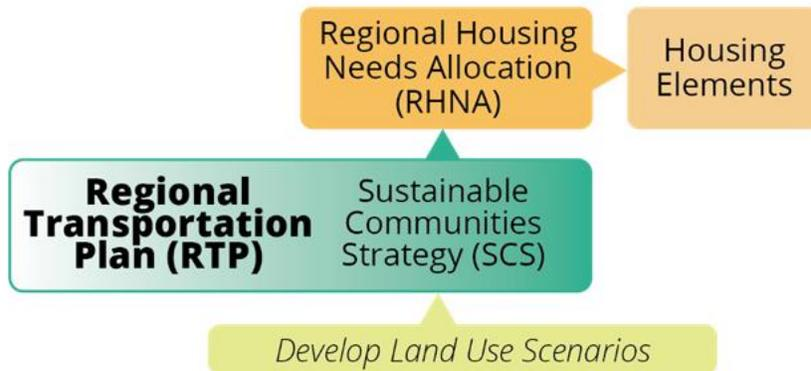 Regional Housing
Needs Allocation
(RHNA)
Housing
Elements
Regional
Transportation
Plan (RTP)
Sustainable
Communities
Strategy (SCS)
Develop Land Use Scenarios